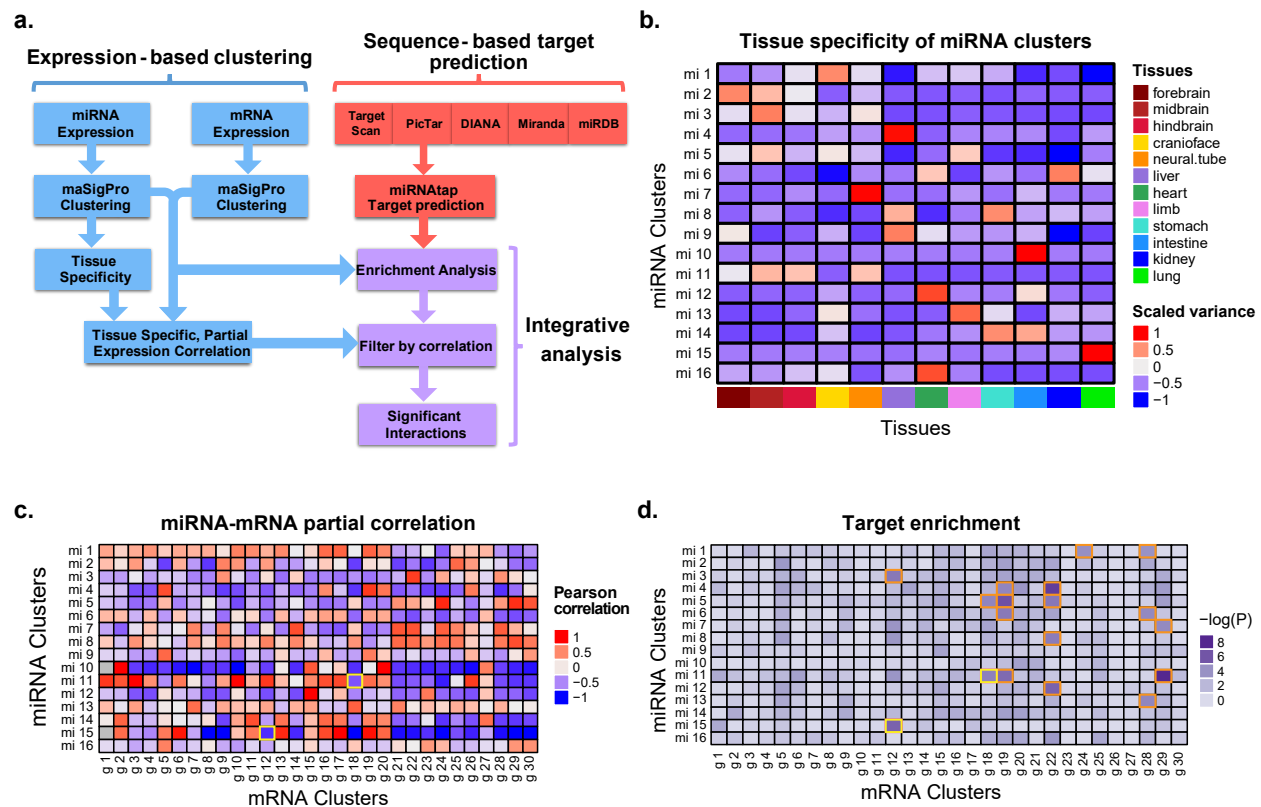 a.
Expression-based clustering
Sequence-based target
prediction
miRNA
Expression
mRNA
Expression
Target
Scan
PicTar
DIANA
Miranda
miRDB
maSigPro
Clustering
maSigPro
Clustering
miRNAtap
Target prediction
Tissue
Specificity
Enrichment Analysis
Tissue Specific, Partial
Expression Correlation
Filter by correlation
Integrative
analysis
Significant
Interactions
b.
Tissue specificity of miRNA clusters
miRNA Clusters
mi 1
mi 2
mi 3
mi 4
mi 5
mi 6
mi 7
mi 8
mi 9
mi 10
mi 11
mi 12
mi 13
mi 14
mi 15
mi 16
Tissues
Tissues
forebrain
midbrain
hindbrain
cranioface
neural.tube
liver
heart
limb
stomach
intestine
kidney
lung
Scaled variance
1
0.5
0
−0.5
−1
c.
miRNA-mRNA partial correlation
miRNA Clusters
mi 1
mi 2
mi 3
mi 4
mi 5
mi 6
mi 7
mi 8
mi 9
mi 10
mi 11
mi 12
mi 13
mi 14
mi 15
mi 16
g 1
g 2
g 3
g 4
g 5
g 6
g 7
g 8
g 9
g 10
g 11
g 12
g 13
g 14
g 15
g 16
g 17
g 18
g 19
g 20
g 21
g 22
g 23
g 24
g 25
g 26
g 27
g 28
g 29
g 30
mRNA Clusters
Pearson
correlation
1
0.5
0
−0.5
−1
d.
Target enrichment
miRNA Clusters
mi 1
mi 2
mi 3
mi 4
mi 5
mi 6
mi 7
mi 8
mi 9
mi 10
mi 11
mi 12
mi 13
mi 14
mi 15
mi 16
g 1
g 2
g 3
g 4
g 5
g 6
g 7
g 8
g 9
g 10
g 11
g 12
g 13
g 14
g 15
g 16
g 17
g 18
g 19
g 20
g 21
g 22
g 23
g 24
g 25
g 26
g 27
g 28
g 29
g 30
mRNA Clusters
−log(P)
8
6
4
2
0